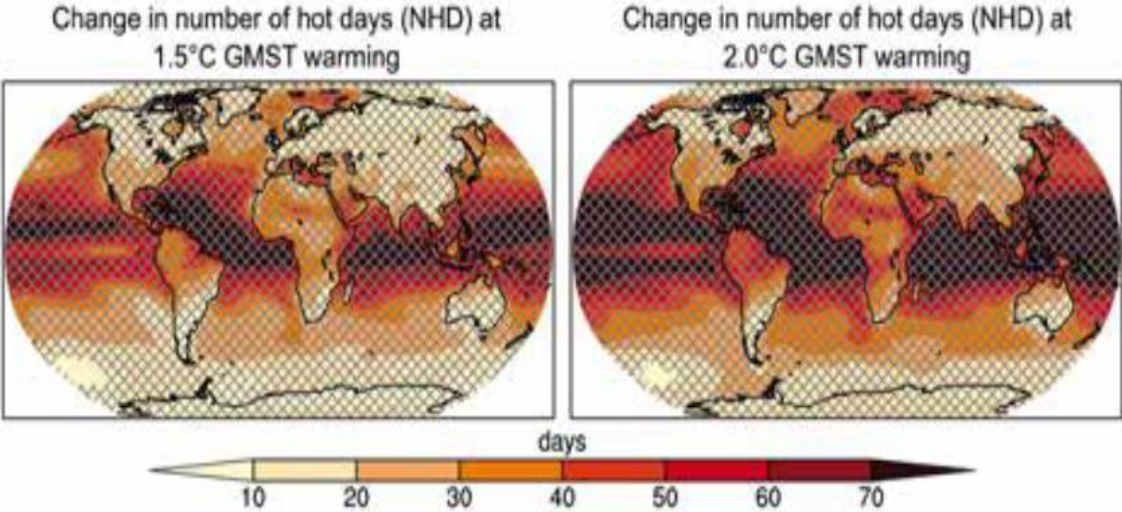 Change in number of hot days (NHD) at
1.5°C GMST warming
Change in number of hot days (NHD) at
2.0°C GMST warming
days
10 20 30 40 50 60 70